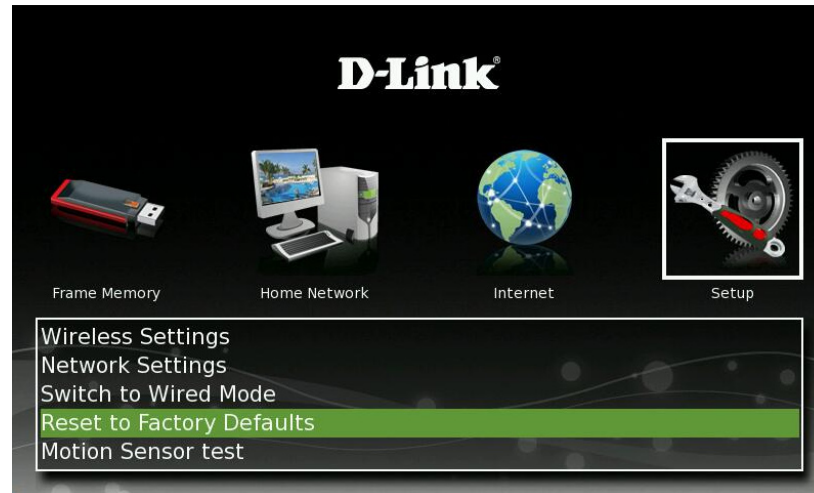 D-Link®
Frame Memory
Home Network
Internet
Setup
Wireless Settings
Network Settings
Switch to Wired Mode
Reset to Factory Defaults
Motion Sensor test